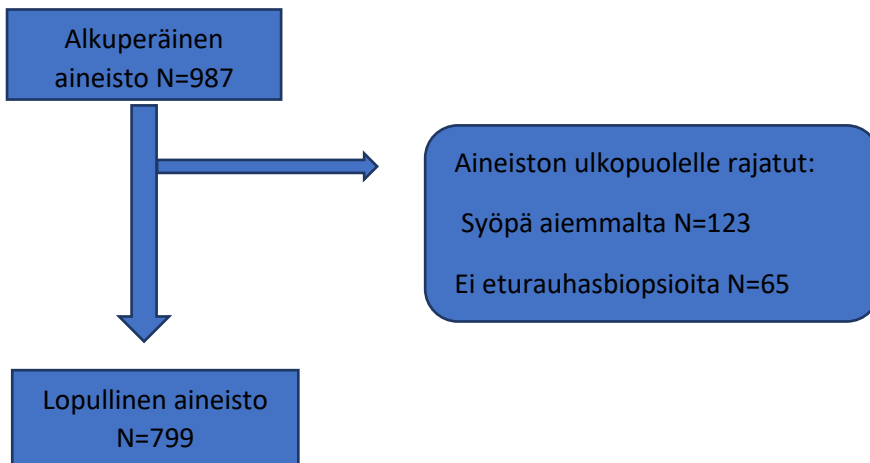 Alkuperäinen
aineisto N=987
Aineiston ulkopuolelle rajatut:
Syöpä aiemmalta N=123
Ei eturauhasbiopsioita N=65
Lopullinen aineisto
N=799